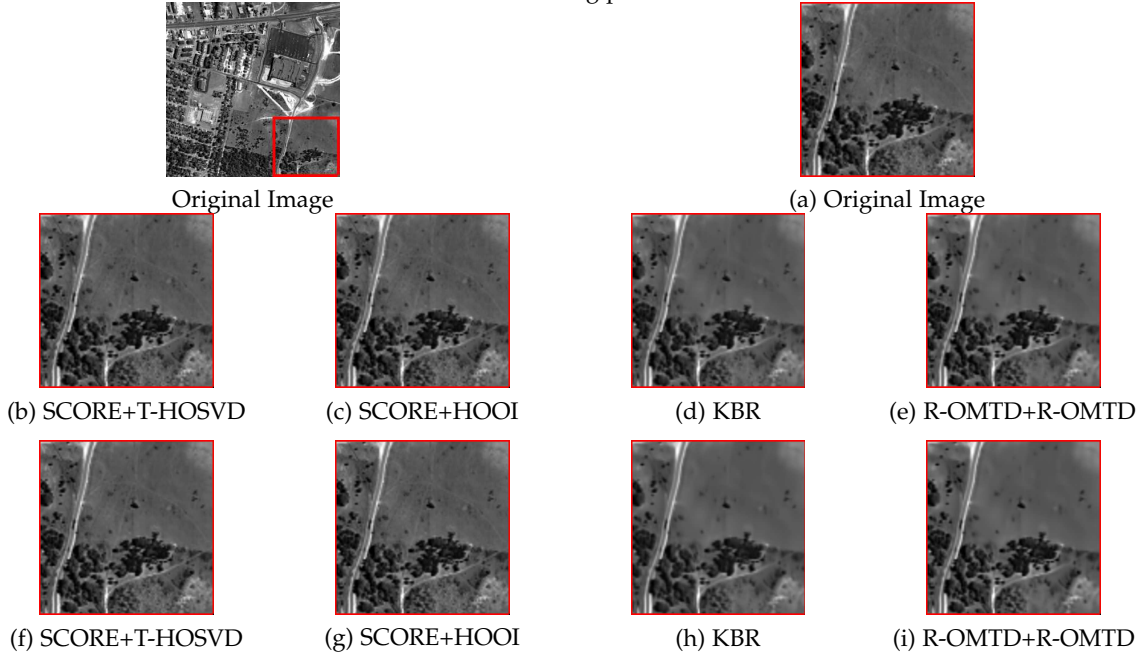 g p
Original Image
(a) Original Image
(b) SCORE+T-HOSVD
(c) SCORE+HOOI
(d) KBR
(e) R-OMTD+R-OMTD
(f) SCORE+T-HOSVD
(g) SCORE+HOOI
(h) KBR
(i) R-OMTD+R-OMTD